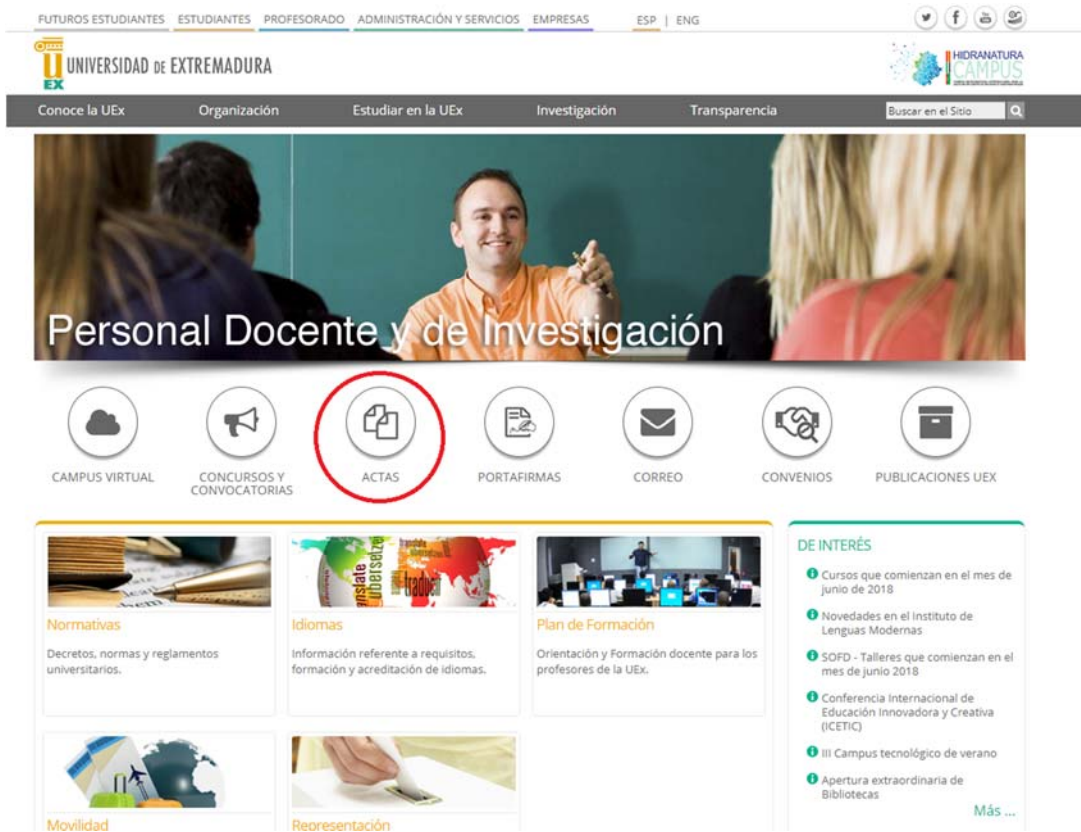 FUTUROS ESTUDIANTES ESTUDIANTES PROFESORADO ADMINISTRACIÓN Y SERVICIOS EMPRESAS ESP | ENG
UNIVERSIDAD DE EXTREMADURA
UEX
HIDRANATURA
CAMPUS
Conoce la UEx Organización Estudiar en la UEx Investigación Transparencia Buscar en el Sitio
Personal Docente y de Investigación
CAMPUS VIRTUAL
CONCURSOS Y
CONVOCATORIAS
ACTAS
PORTAFIRMAS
CORREO
CONVENIOS
PUBLICACIONES UEX
translate
übersetze
traduc
Normativas
Decretos, normas y reglamentos
universitarios.
Idiomas
Información referente a requisitos,
formación y acreditación de idiomas.
Plan de Formación
Orientación y Formación docente para los
profesores de la UEx.
Movilidad
Representación
DE INTERÉS
Cursos que comienzan en el mes de
junio de 2018
Novedades en el Instituto de
Lenguas Modernas
SOFD - Talleres que comienzan en el
mes de junio 2018
Conferencia Internacional de
Educación Innovadora y Creativa
(ICETIC)
III Campus tecnológico de verano
Apertura extraordinaria de
Bibliotecas
Más ...